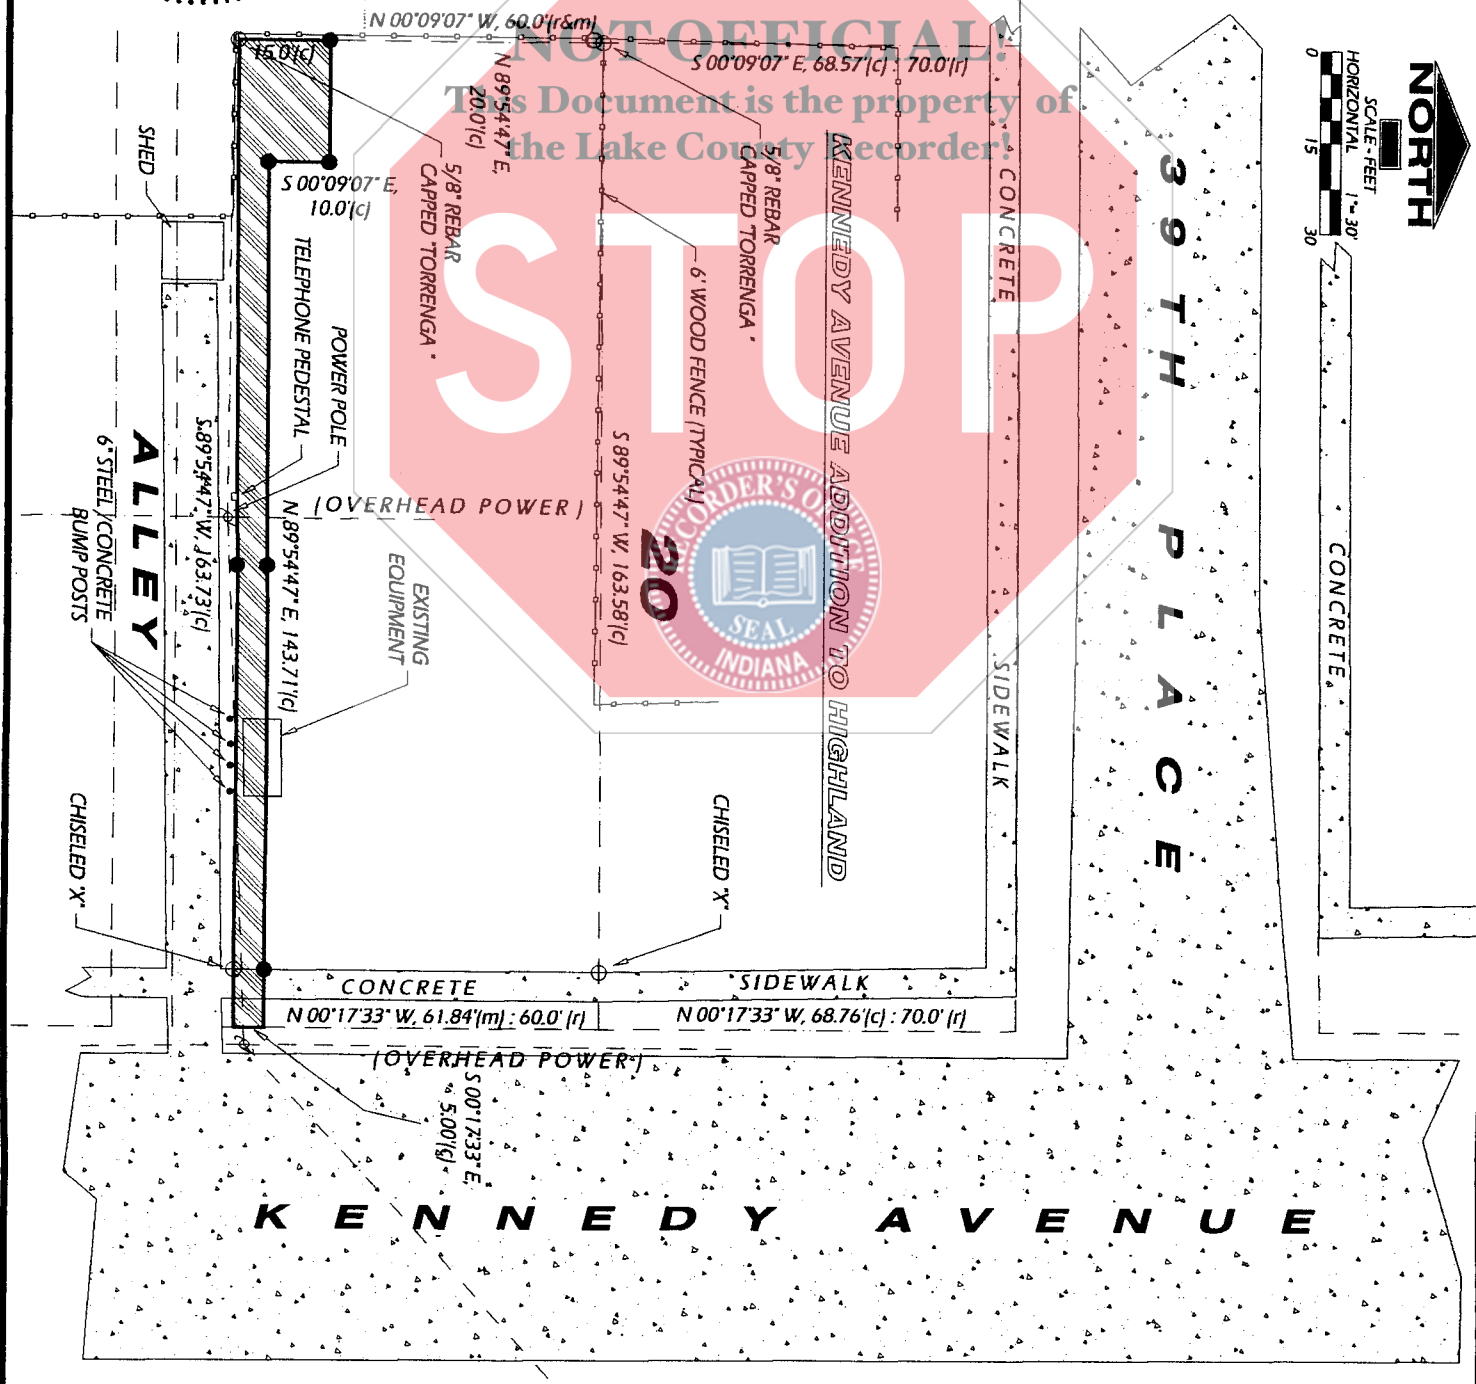 N 00°09'07" W, 60.0'(r&m)
NOT OFFICIAL!
This Document is the property of
the Lake County Recorder!
STOP
RECORDER'S OFFICE
SEAL
INDIANA
15.0'(c)
N 89°54'47" E,
20.0'(c)
S 00°09'07" E, 68.57'(c) : 70.0'(r)
S 00°09'07" E,
10.0'(c)
SHED
5/8" REBAR
CAPPED "TORRENGA"
5/8" REBAR
CAPPED "TORRENGA"
TELEPHONE PEDESTAL
POWER POLE
6' WOOD FENCE (TYPICAL)
KENNEDY AVENUE ADDITION TO HIGHLAND
CONCRETE
SIDEWALK
39TH PLACE
CONCRETE
NORTH
SCALE - FEET
HORIZONTAL 1"= 30'
0 15 30
ALLEY
S 89°54'47" W, 163.73'(c)
6" STEEL/CONCRETE
BUMP POSTS
(OVERHEAD POWER)
N 89°54'47" E, 143.71'(c)
EXISTING
EQUIPMENT
S 89°54'47" W, 163.58'(c)
20
CHISELED "X"
CHISELED "X"
CONCRETE
SIDEWALK
N 00°17'33" W, 61.84'(m) : 60.0' (r)
N 00°17'33" W, 68.76'(c) : 70.0' (r)
(OVERHEAD POWER)
S 00°17'33" E,
5.00'(c)
KENNEDY AVENUE